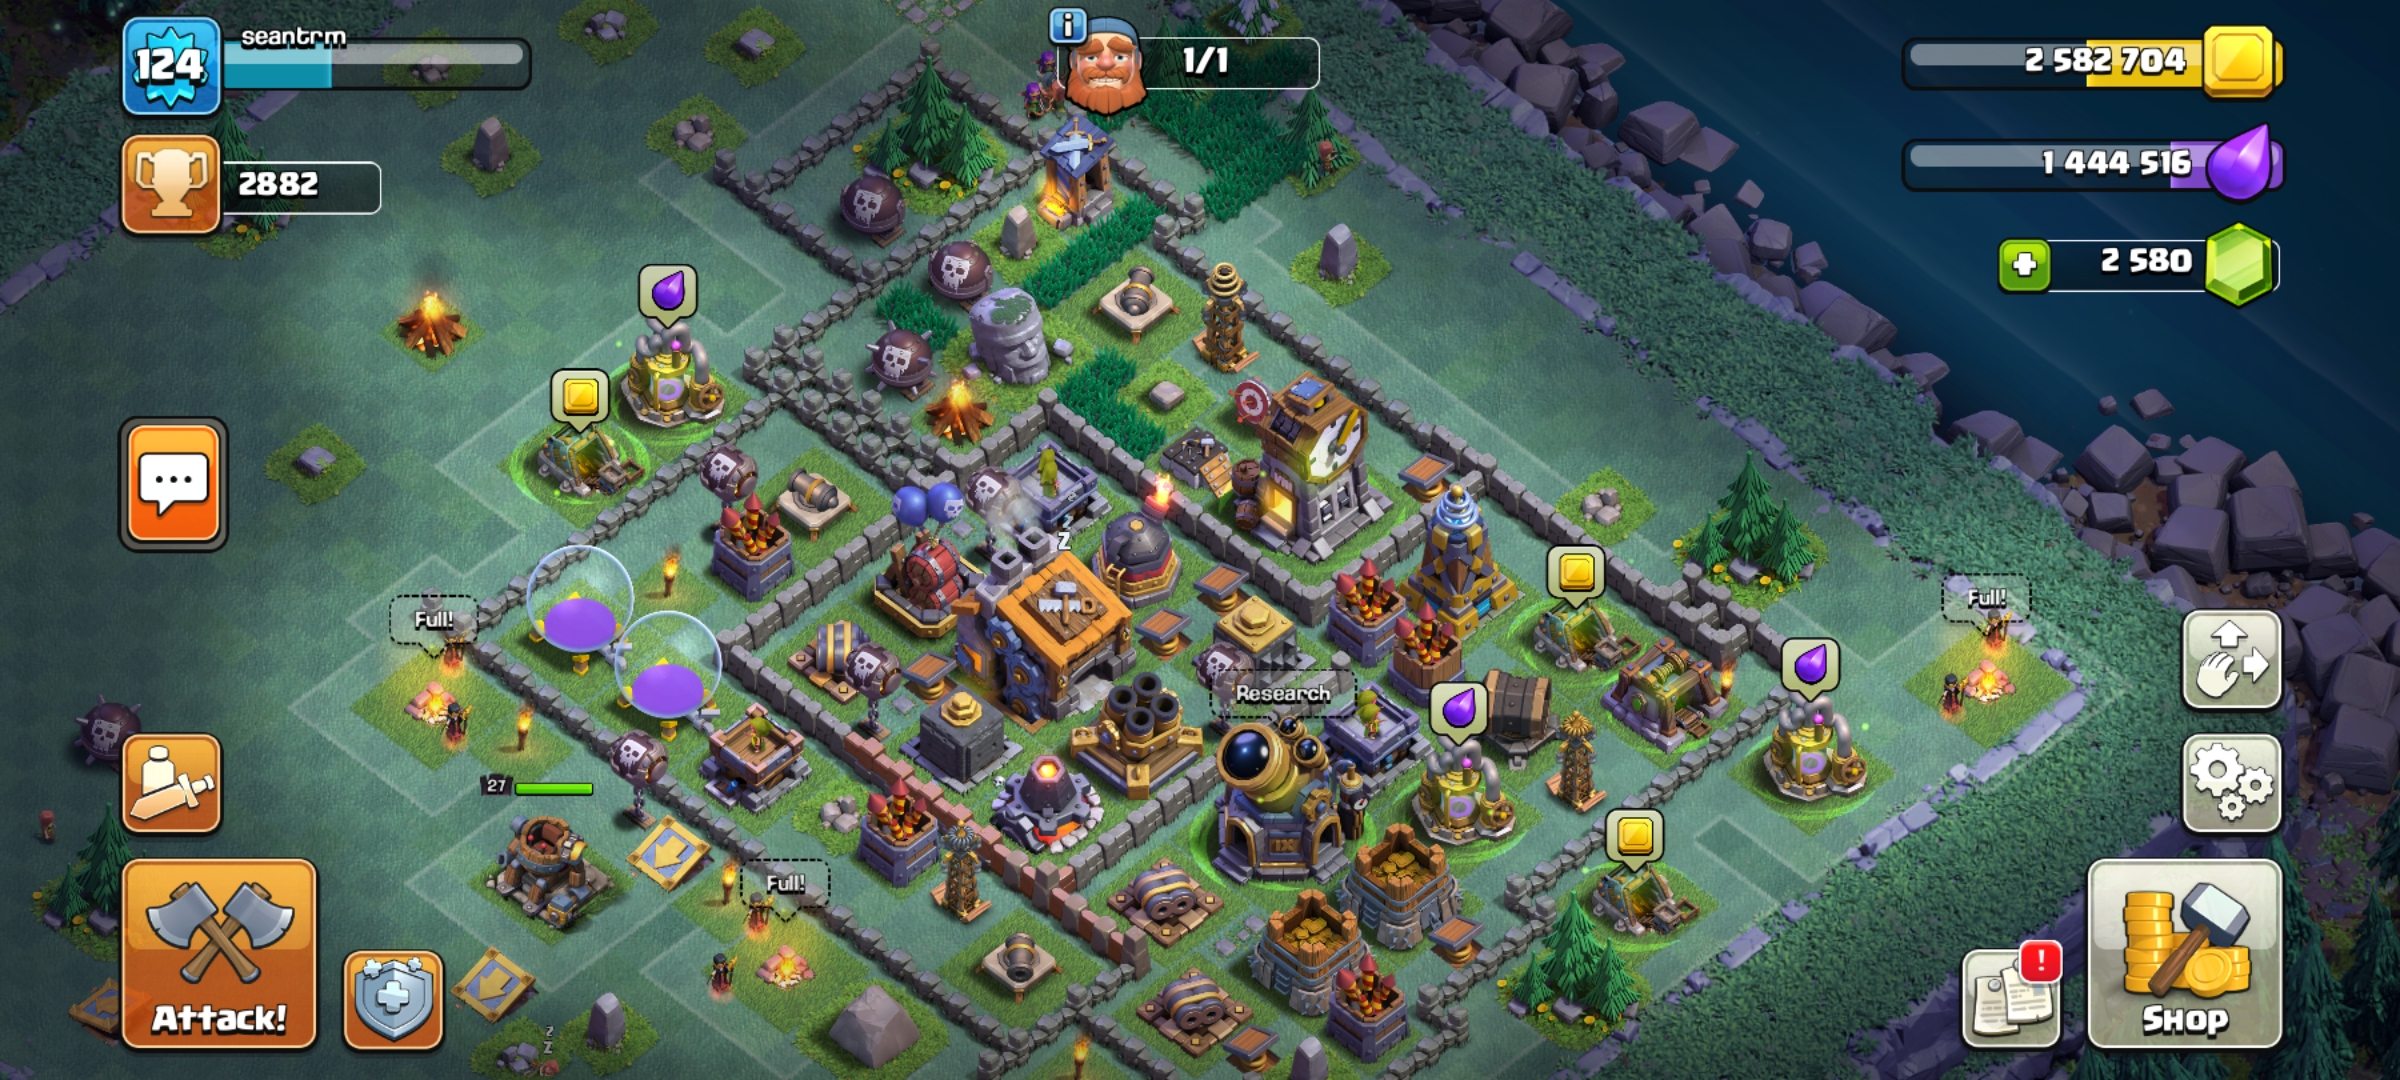 124
seantrm
i
1/1
2 582 704
2882
1 444 516
2 580
Full!
Full!
Research
27
Full!
Attack!
!
Shop